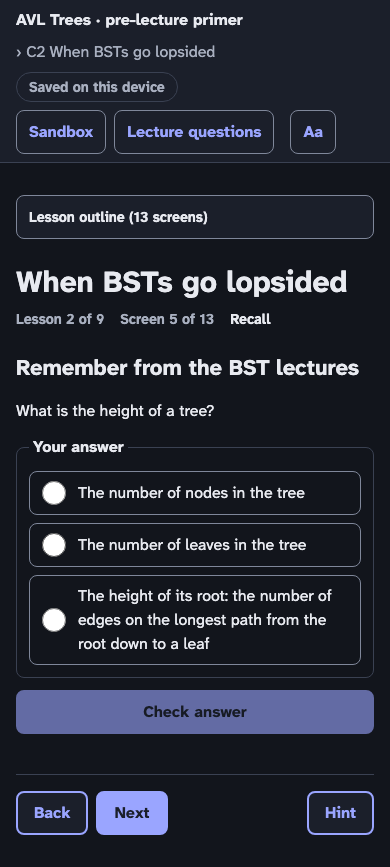 AVL Trees · pre-lecture primer
› C2 When BSTs go lopsided
Saved on this device
Sandbox
Lecture questions
Aa
Lesson outline (13 screens)
When BSTs go lopsided
Lesson 2 of 9 Screen 5 of 13 Recall
Remember from the BST lectures
What is the height of a tree?
Your answer
The number of nodes in the tree
The number of leaves in the tree
The height of its root: the number of
edges on the longest path from the
root down to a leaf
Check answer
Back
Next
Hint